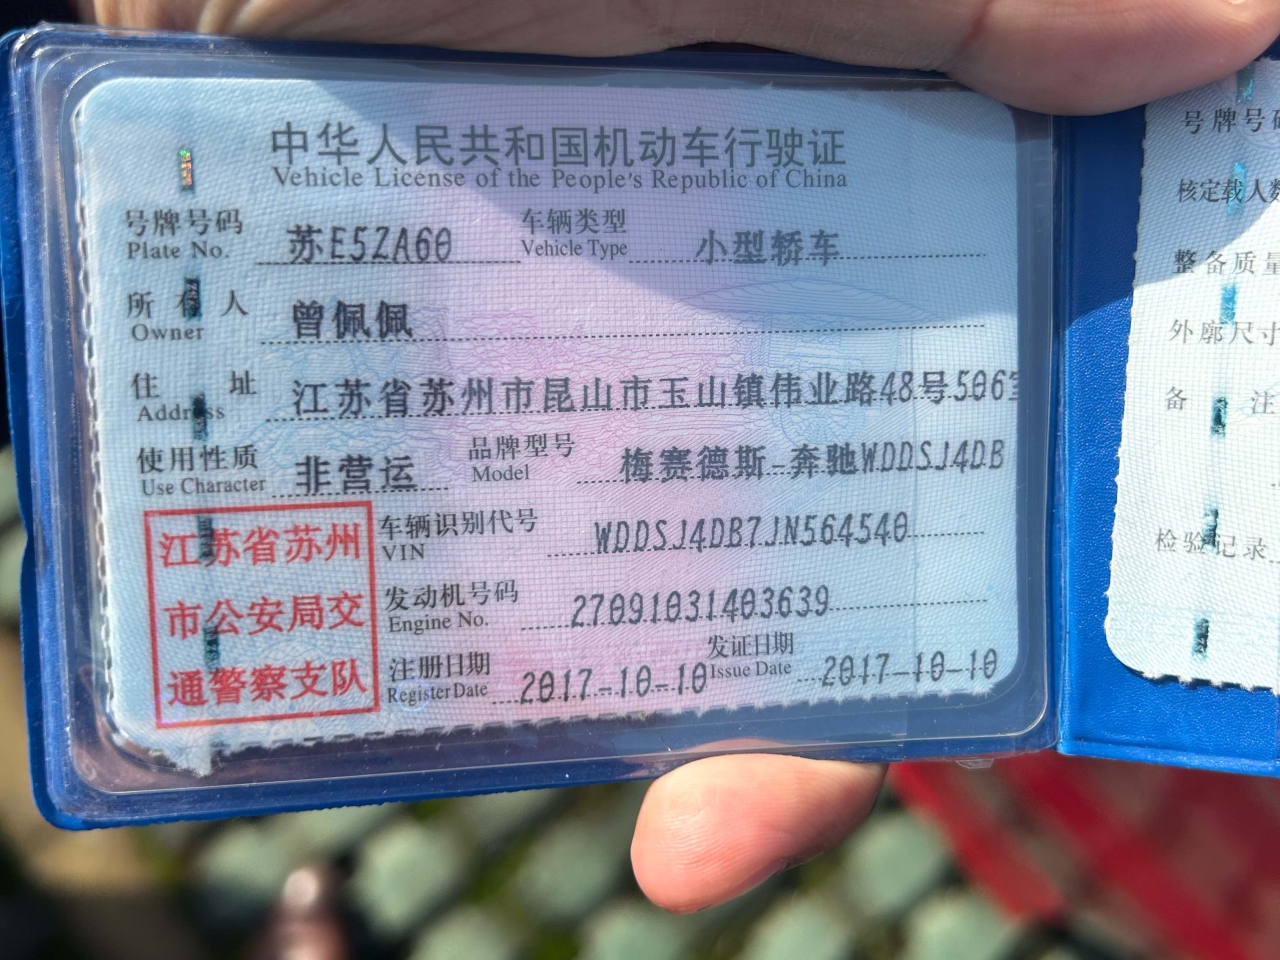 中华人民共和国机动车行驶证
Vehicle License of the People's Republic of China
号牌号码 苏E5ZA60 车辆类型 小型轿车
Plate No. Vehicle Type
所有人 曾佩佩
Owner
住址 江苏省苏州市昆山市玉山镇伟业路48号506室
Address
使用性质 非营运 品牌型号 梅赛德斯-奔驰WDDSJ4DB
Use Character Model
江苏省苏州
市公安局交
通警察支队
车辆识别代号 WDDSJ4DB7JN564540
VIN
发动机号码 27091031403639
Engine No.
注册日期 2017-10-10 发证日期 2017-10-10
Register Date Issue Date
号牌号码
核定载人数
整备质量
外廓尺寸
备注
检验记录